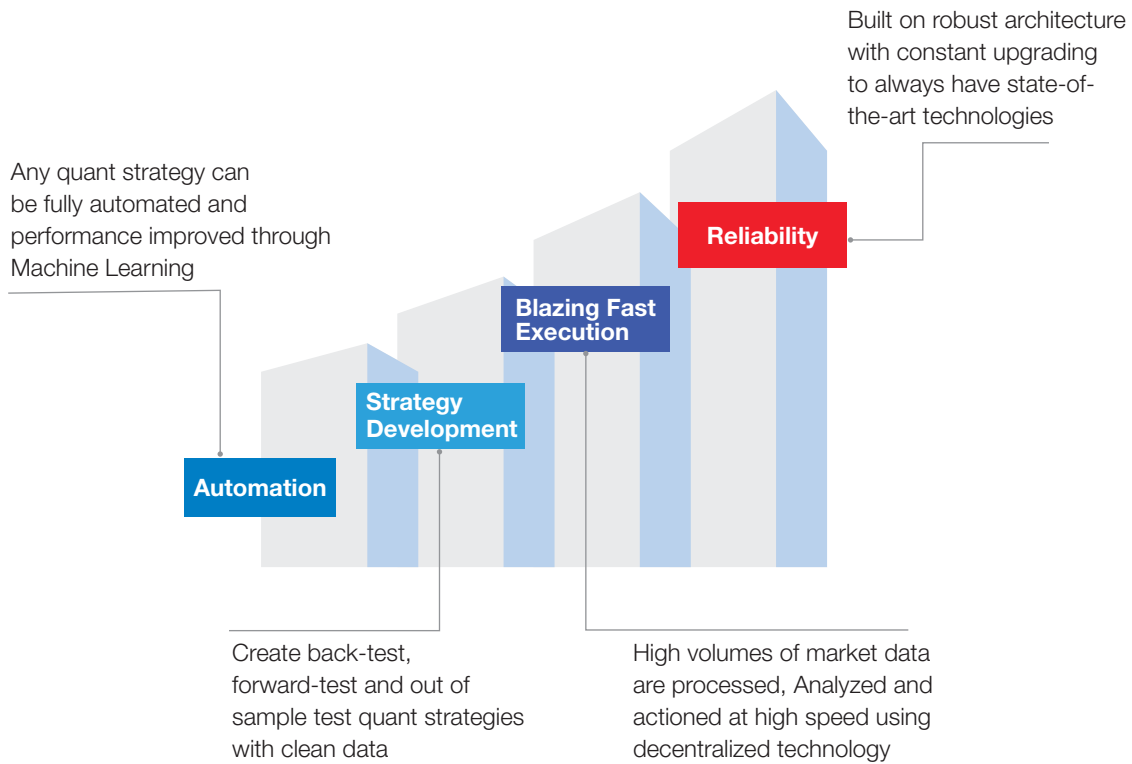 Built on robust architecture
with constant upgrading
to always have state-of-
the-art technologies
Any quant strategy can
be fully automated and
performance improved through
Machine Learning
Reliability
Blazing Fast
Execution
Strategy
Development
Automation
Create back-test,
forward-test and out of
sample test quant strategies
with clean data
High volumes of market data
are processed, Analyzed and
actioned at high speed using
decentralized technology